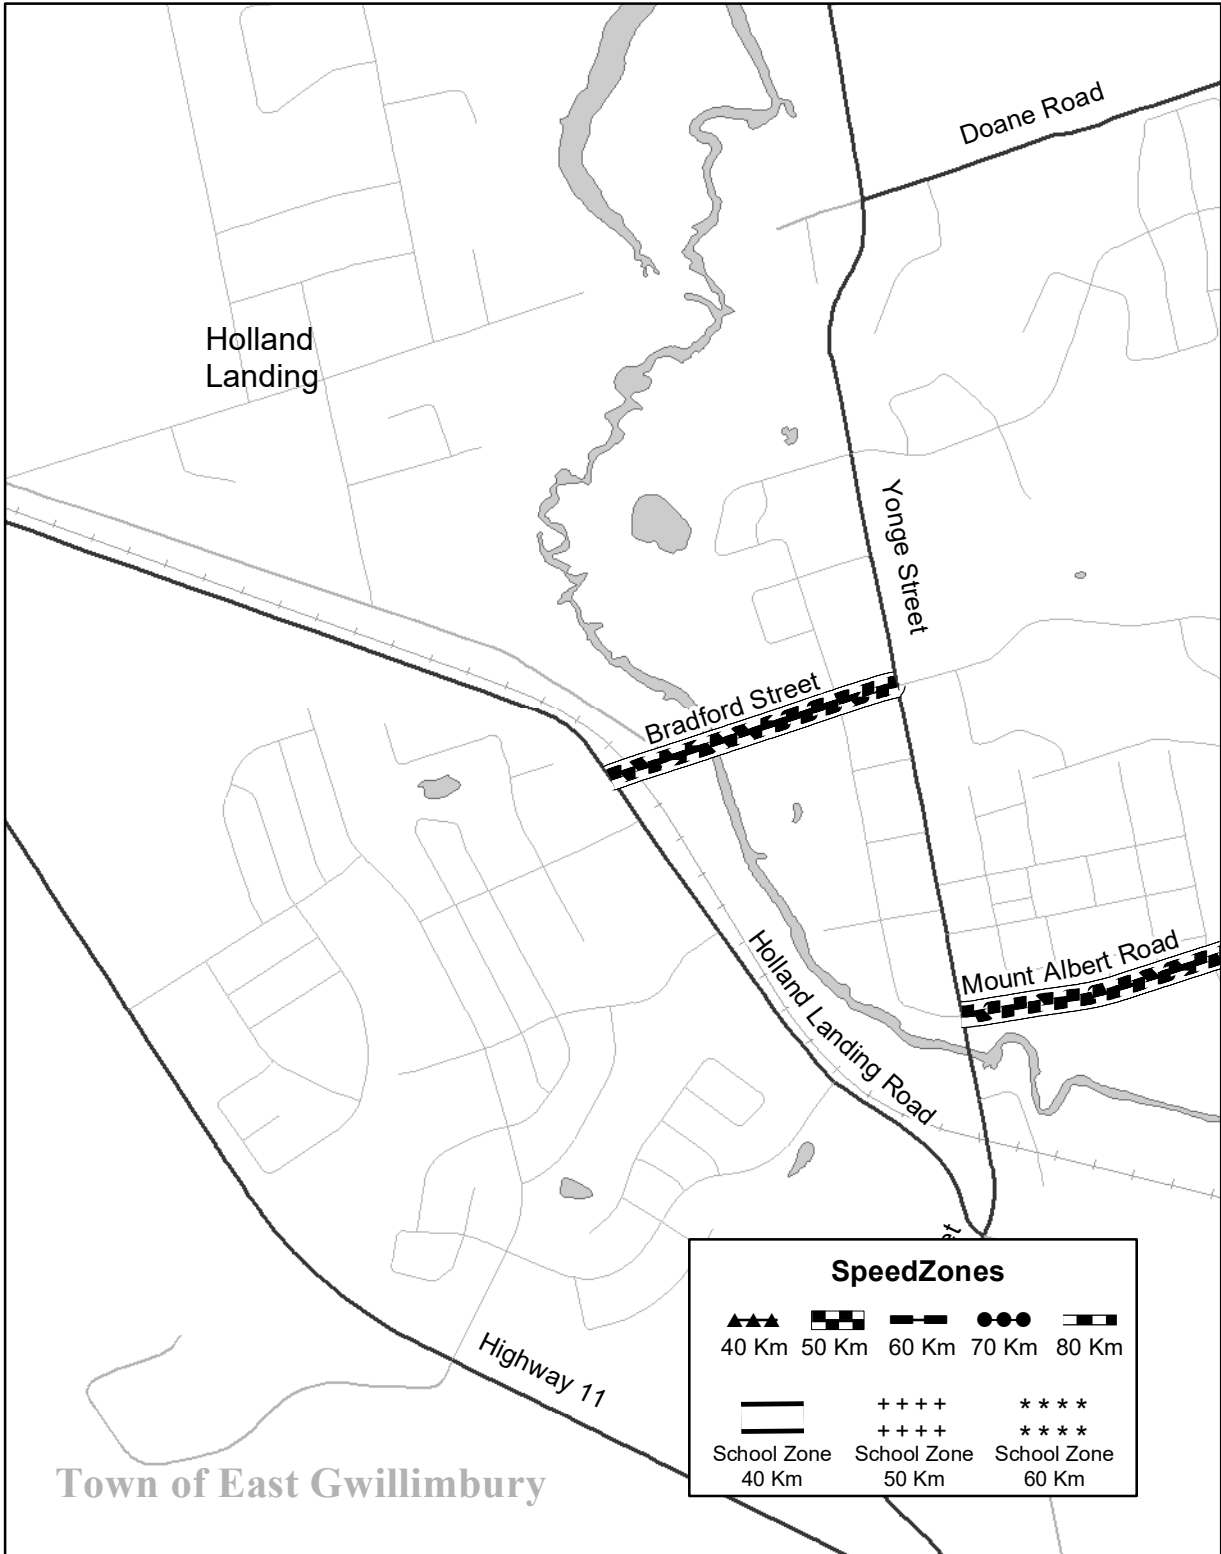 Doane Road
Holland
Landing
Yonge Street
Bradford Street
Mount Albert Road
Holland Landing Road
Highway 11
Town of East Gwillimbury
SpeedZones
40 Km 50 Km 60 Km 70 Km 80 Km
+ + + + * * * *
+ + + + * * * *
School Zone School Zone School Zone
40 Km 50 Km 60 Km